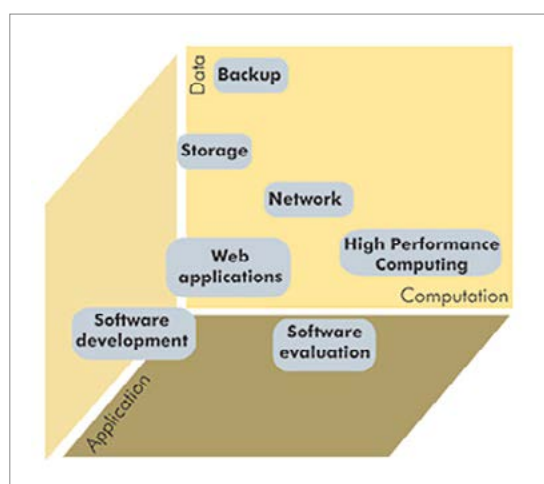 Data
Backup
Storage
Network
Web
applications
High Performance
Computing
Computation
Software
development
Software
evaluation
Application